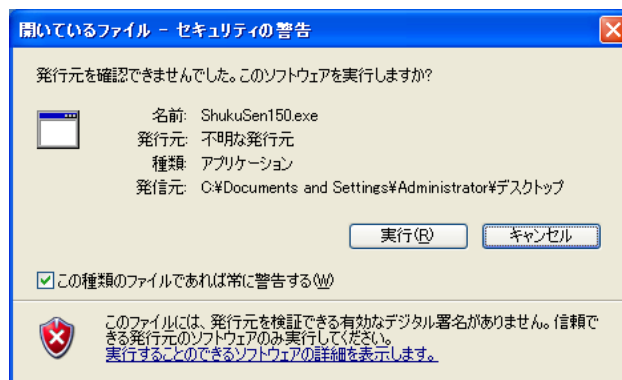 開いているファイル - セキュリティの警告
発行元を確認できませんでした。このソフトウェアを実行しますか?
名前: ShukuSen150.exe
発行元: 不明な発行元
種類: アプリケーション
発信元: C:¥Documents and Settings¥Administrator¥デスクトップ
実行(R) キャンセル
この種類のファイルであれば常に警告する(W)
このファイルには、発行元を検証できる有効なデジタル署名がありません。信頼で
きる発行元のソフトウェアのみ実行してください。
実行することのできるソフトウェアの詳細を表示します。